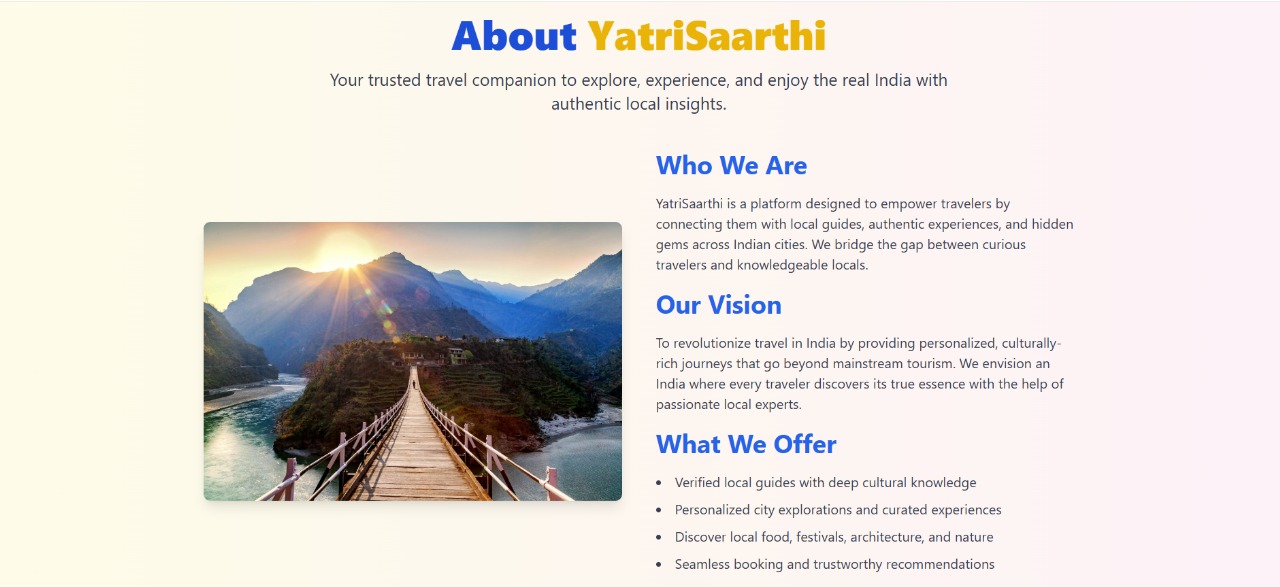 About YatriSaarthi
Your trusted travel companion to explore, experience, and enjoy the real India with
authentic local insights.
Who We Are
YatriSaarthi is a platform designed to empower travelers by
connecting them with local guides, authentic experiences, and hidden
gems across Indian cities. We bridge the gap between curious
travelers and knowledgeable locals.
Our Vision
To revolutionize travel in India by providing personalized, culturally-
rich journeys that go beyond mainstream tourism. We envision an
India where every traveler discovers its true essence with the help of
passionate local experts.
What We Offer
• Verified local guides with deep cultural knowledge
• Personalized city explorations and curated experiences
• Discover local food, festivals, architecture, and nature
• Seamless booking and trustworthy recommendations